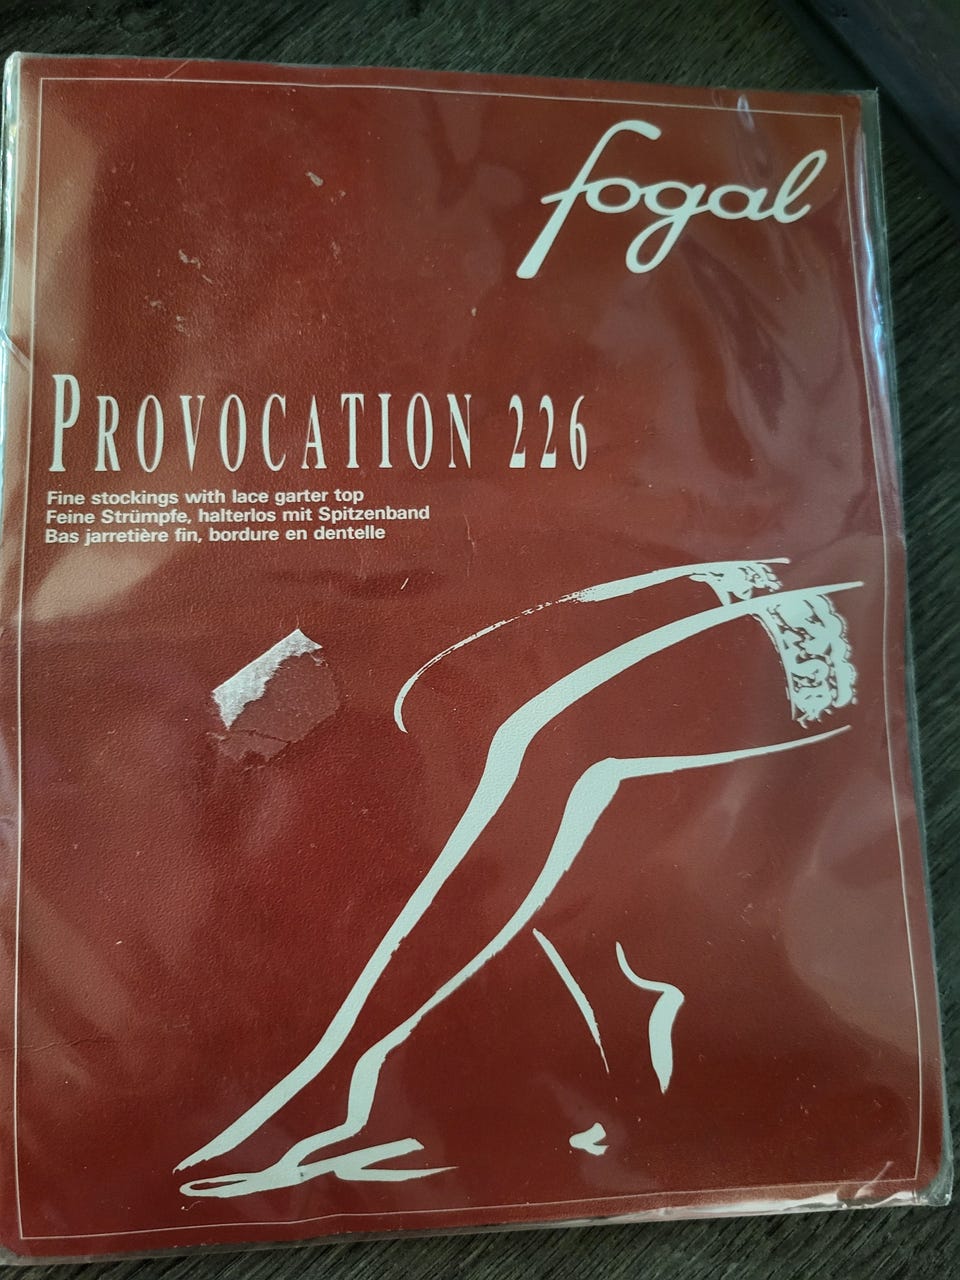 fogal
PROVOCATION 226
Fine stockings with lace garter top
Feine Strümpfe, halterlos mit Spitzenband
Bas jarretière fin, bordure en dentelle